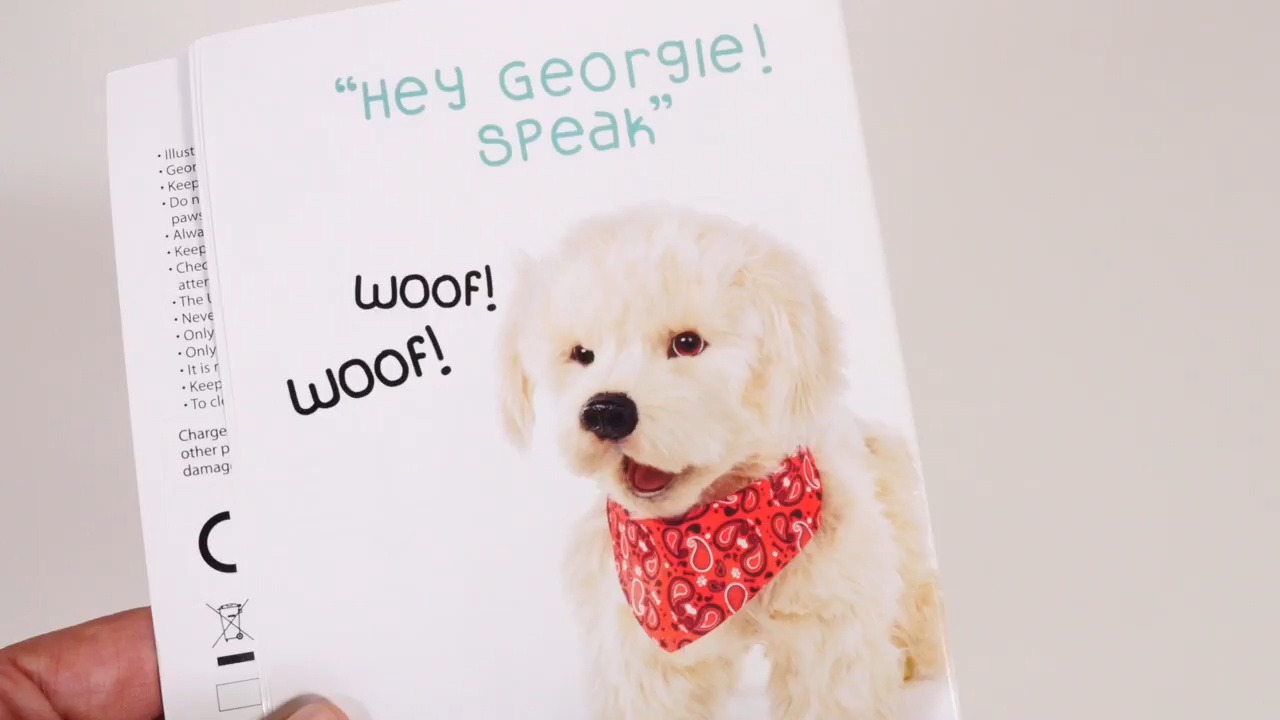 “Hey Georgie!
Speak”
woof!
woof!
• Illust
• Geor
• Keep
• Do n
paws
• Alwa
• Keep
• Chec
atter
• The
• Neve
• Only
• Only
• It is
• Keep
• To cle
Charge
other p
damag